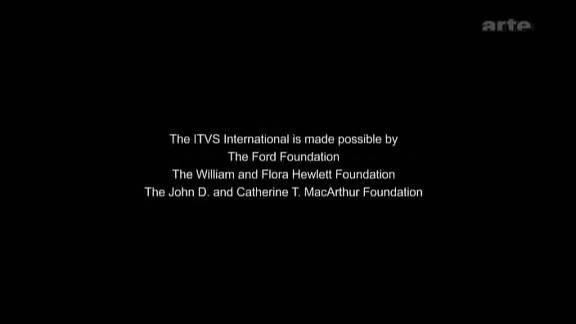 arte
The ITVS International is made possible by
The Ford Foundation
The William and Flora Hewlett Foundation
The John D. and Catherine T. MacArthur Foundation